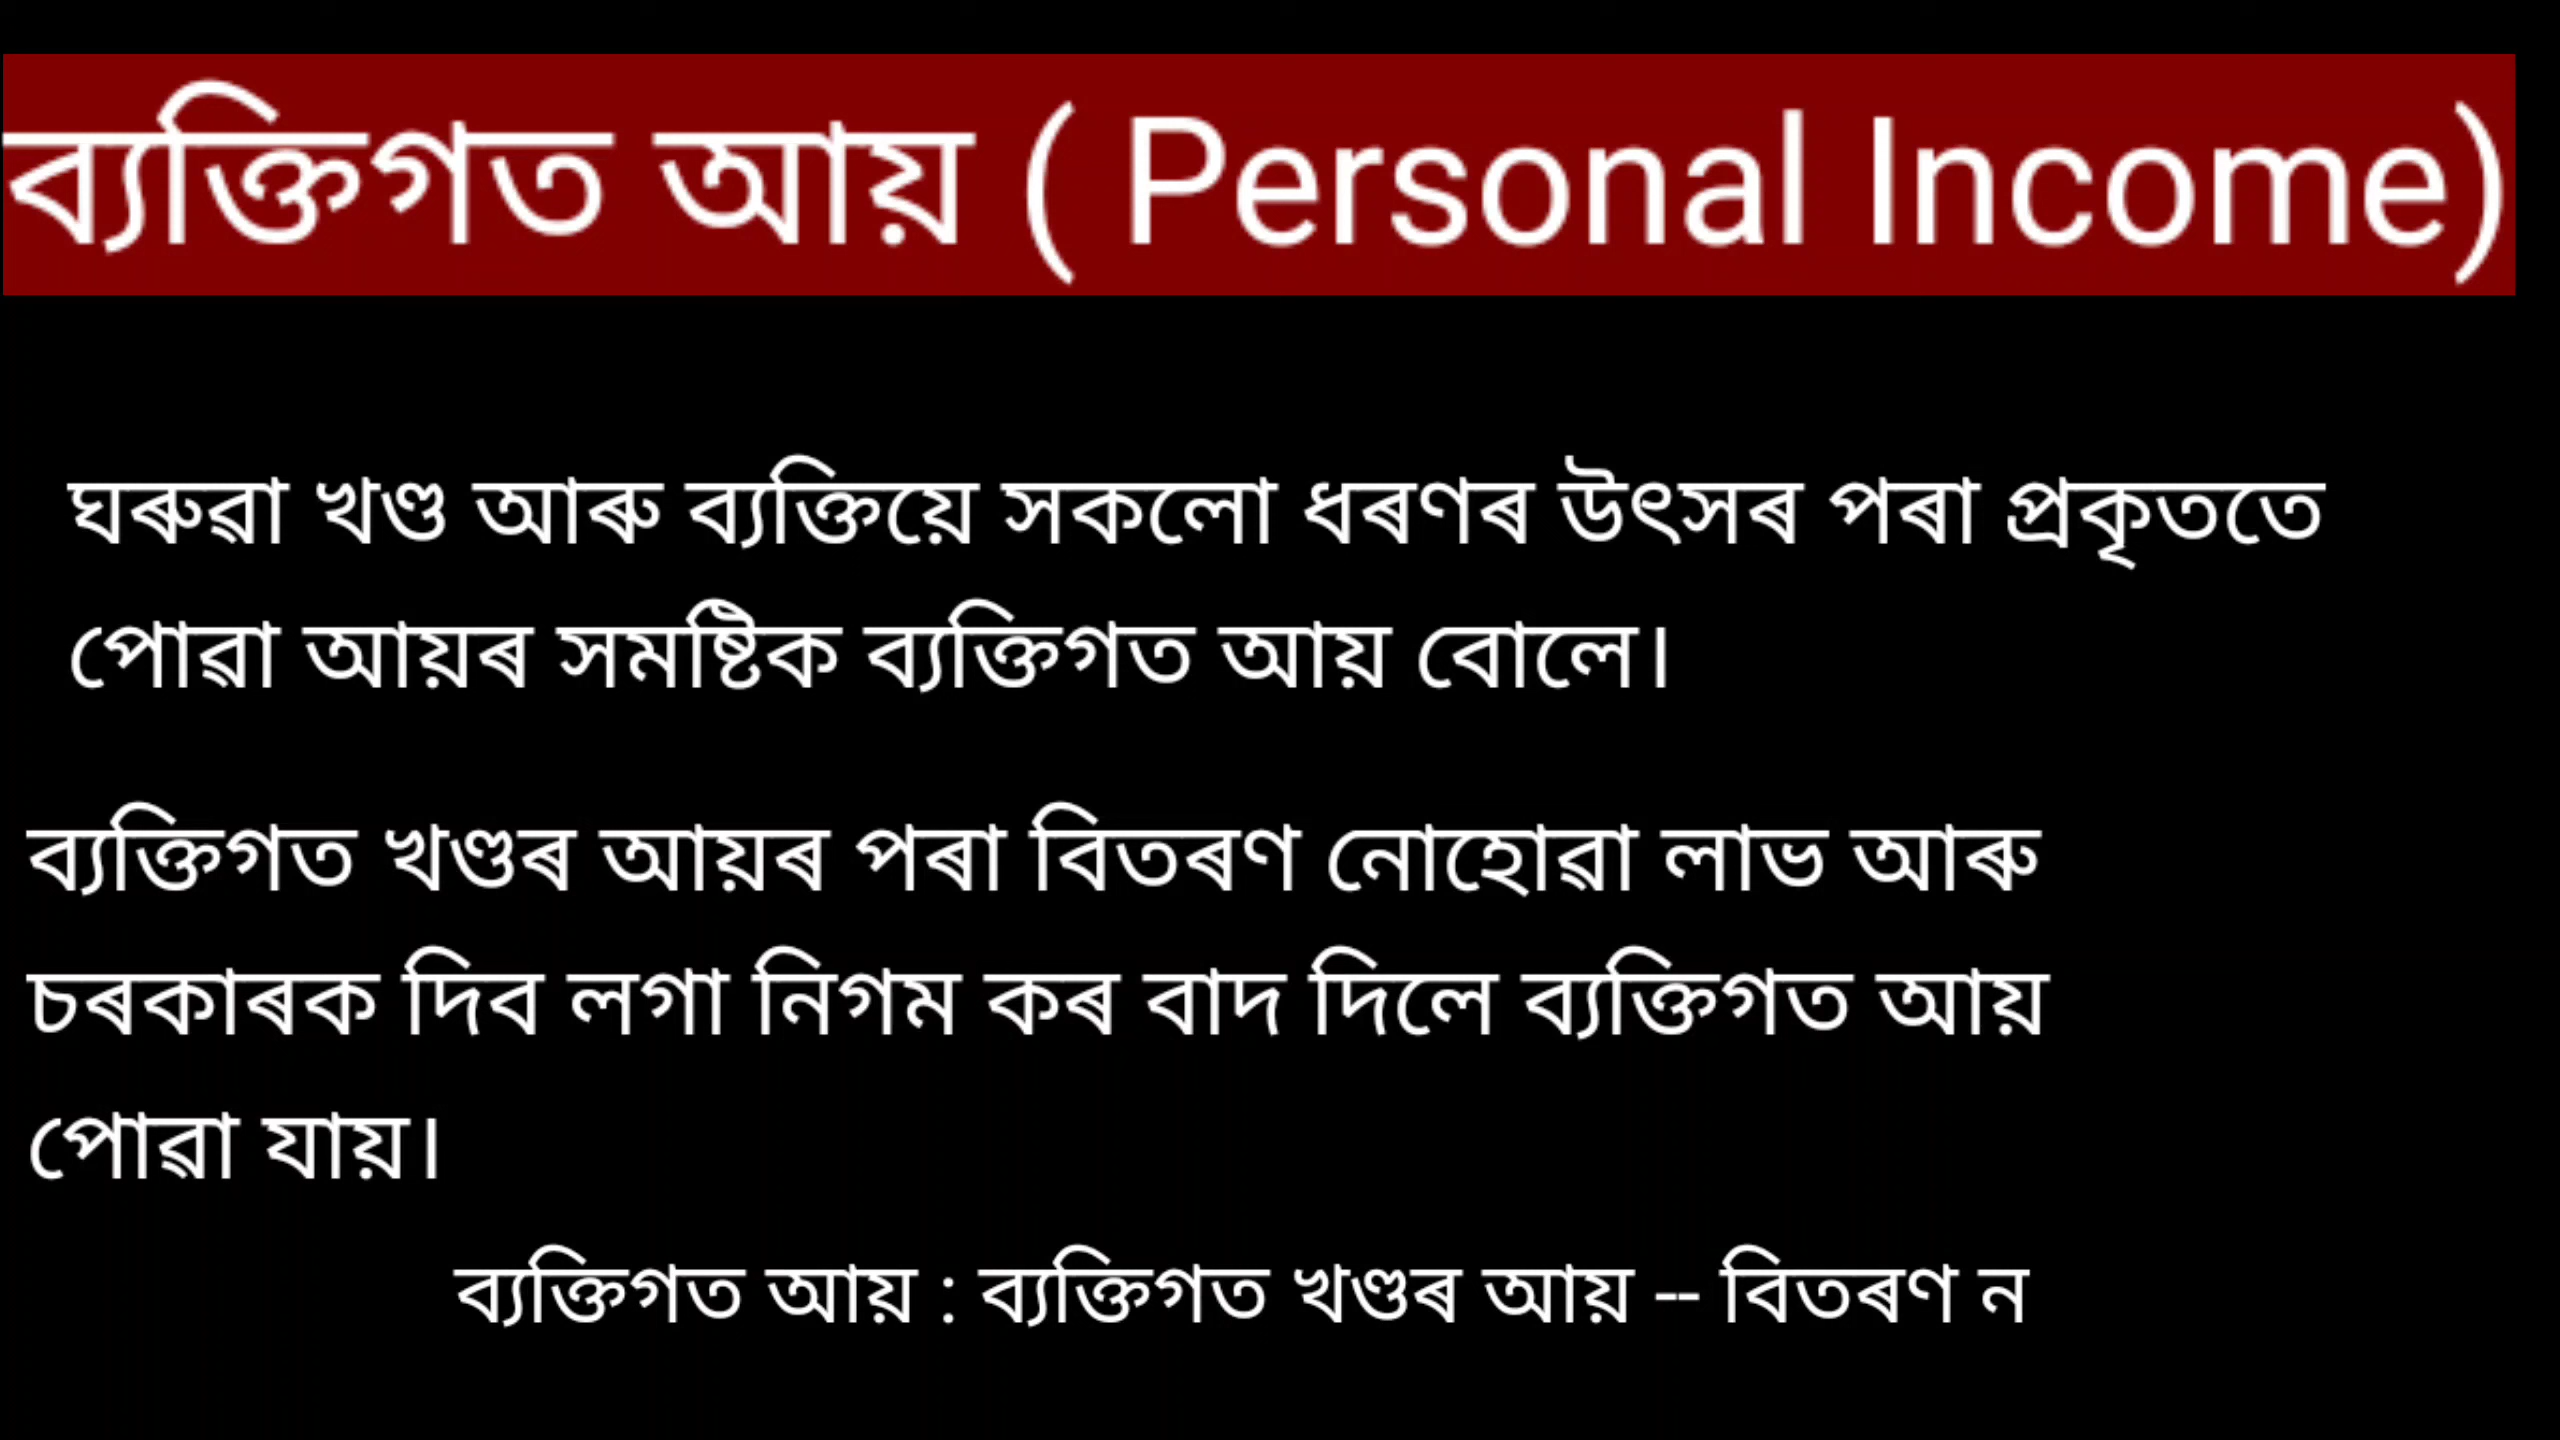 ব্যক্তিগত আয় ( Personal Income)
ঘৰুৱা খণ্ড আৰু ব্যক্তিয়ে সকলো ধৰণৰ উৎসৰ পৰা প্ৰকৃততে
পোৱা আয়ৰ সমষ্টিক ব্যক্তিগত আয় বোলে।
ব্যক্তিগত খণ্ডৰ আয়ৰ পৰা বিতৰণ নোহোৱা লাভ আৰু
চৰকাৰক দিব লগা নিগম কৰ বাদ দিলে ব্যক্তিগত আয়
পোৱা যায়।
ব্যক্তিগত আয় : ব্যক্তিগত খণ্ডৰ আয় -- বিতৰণ ন